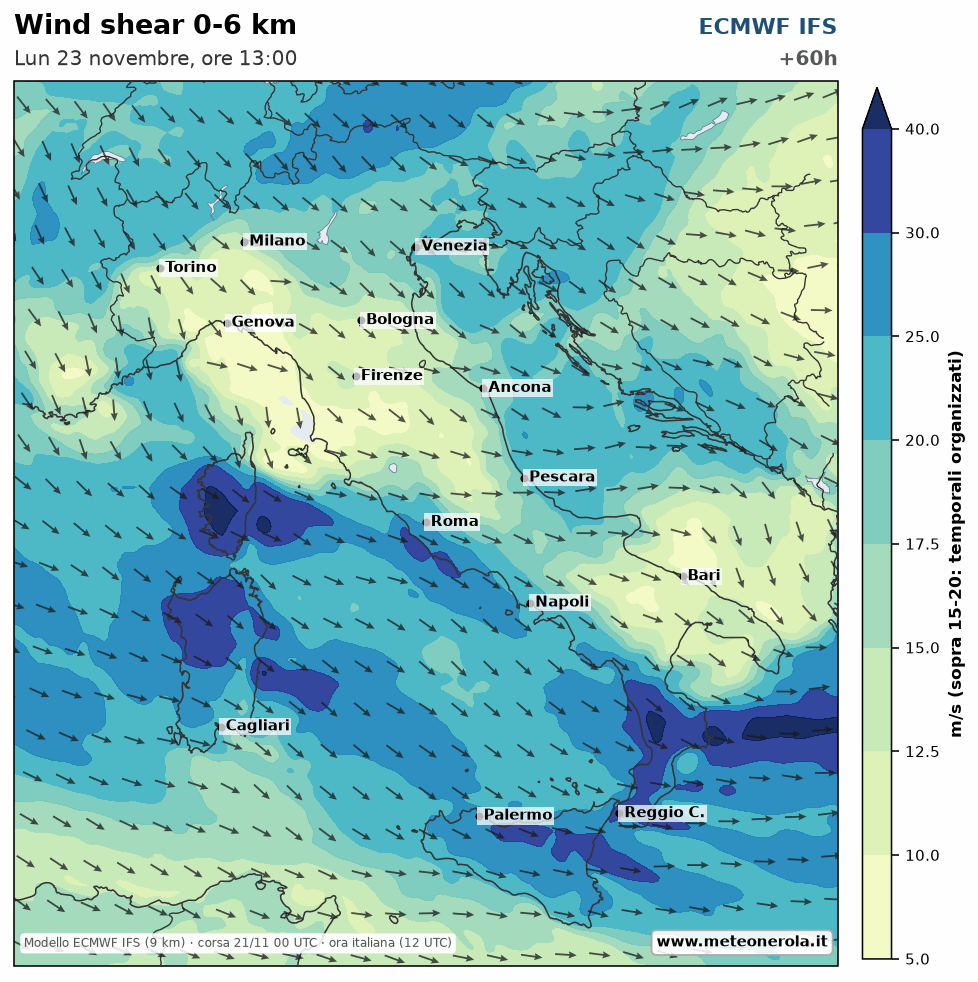 Wind shear 0-6 km
ECMWF IFS
Lun 23 novembre, ore 13:00
+60h
Milano
Venezia
Torino
Genova
Bologna
Firenze
Ancona
Pescara
Roma
Bari
Napoli
Cagliari
Palermo
Reggio C.
Modello ECMWF IFS (9 km) · corsa 21/11 00 UTC · ora italiana (12 UTC)
www.meteonerola.it
40.0
30.0
25.0
20.0
17.5
15.0
12.5
10.0
5.0
m/s (sopra 15-20: temporali organizzati)